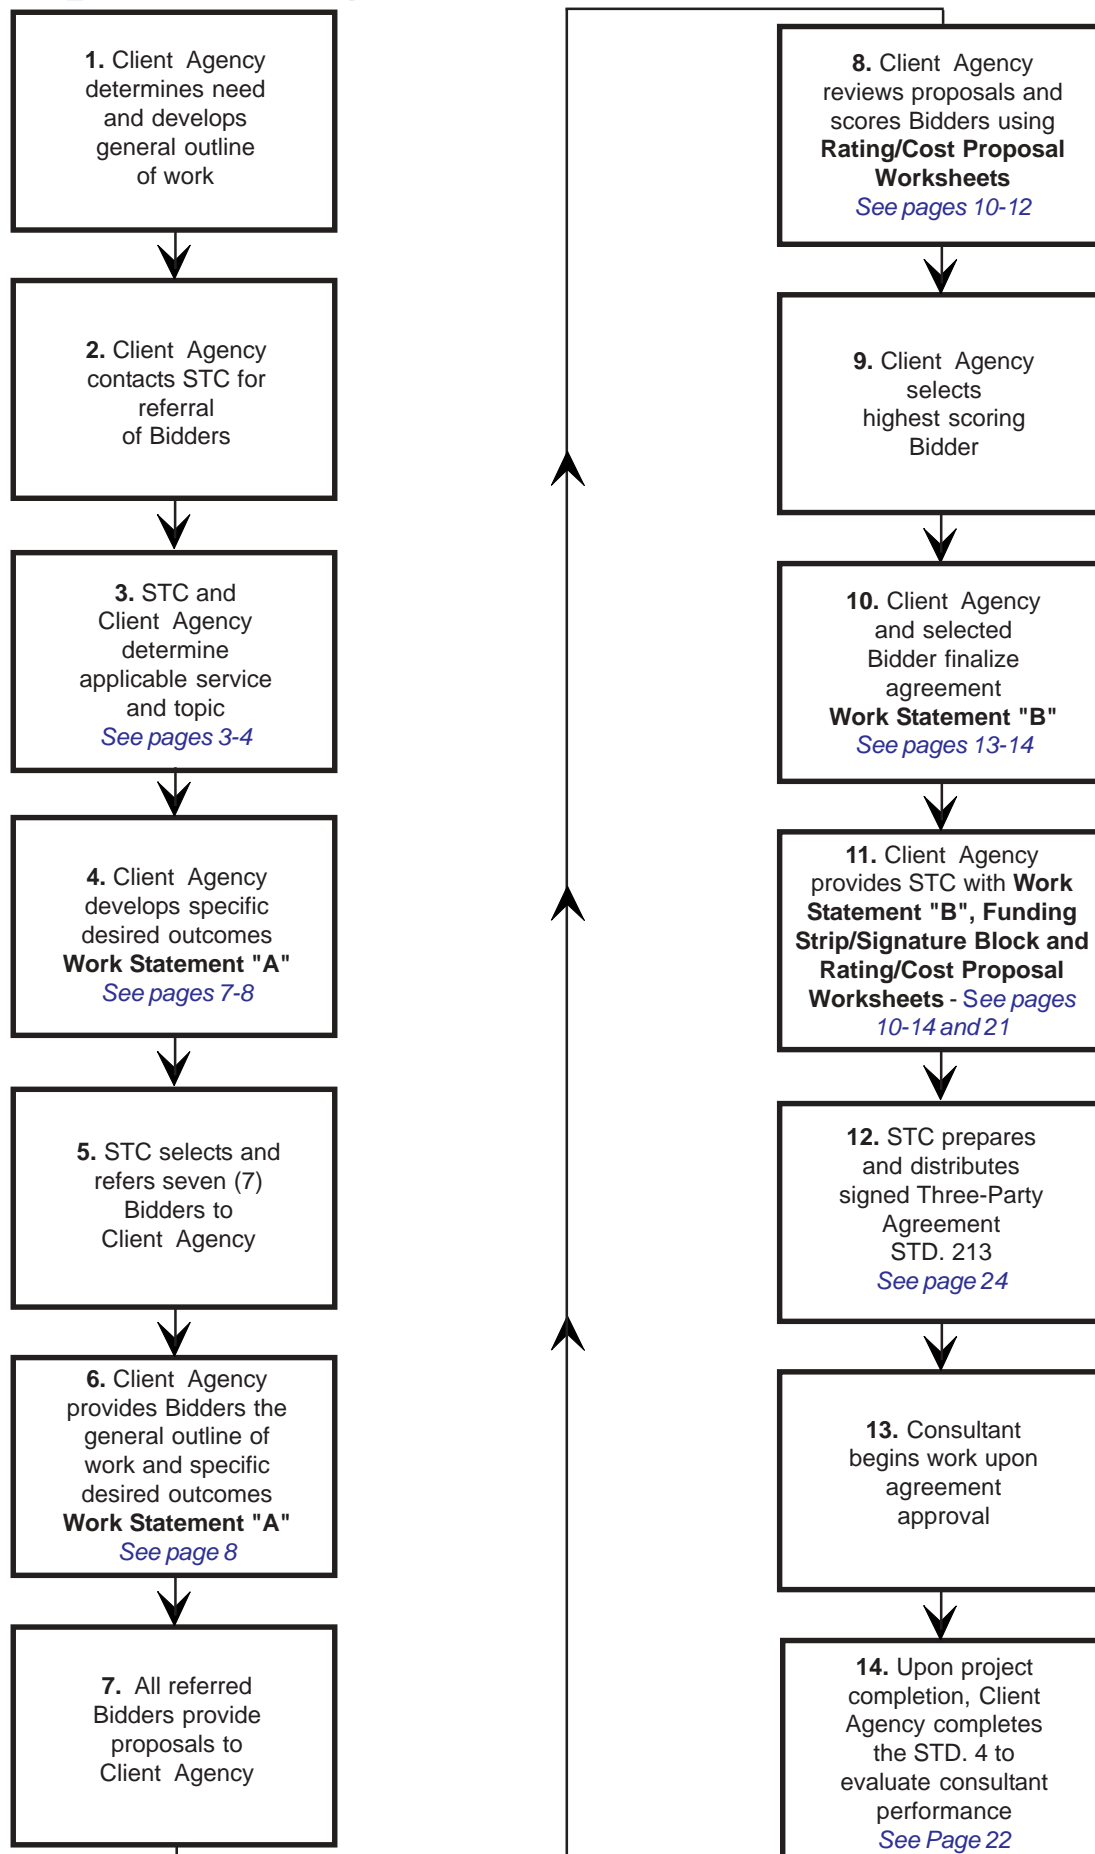 1. Client Agency
determines need
and develops
general outline
of work
2. Client Agency
contacts STC for
referral
of Bidders
3. STC and
Client Agency
determine
applicable service
and topic
See pages 3-4
4. Client Agency
develops specific
desired outcomes
Work Statement "A"
See pages 7-8
5. STC selects and
refers seven (7)
Bidders to
Client Agency
6. Client Agency
provides Bidders the
general outline of
work and specific
desired outcomes
Work Statement "A"
See page 8
7. All referred
Bidders provide
proposals to
Client Agency
8. Client Agency
reviews proposals and
scores Bidders using
Rating/Cost Proposal
Worksheets
See pages 10-12
9. Client Agency
selects
highest scoring
Bidder
10. Client Agency
and selected
Bidder finalize
agreement
Work Statement "B"
See pages 13-14
11. Client Agency
provides STC with Work
Statement "B", Funding
Strip/Signature Block and
Rating/Cost Proposal
Worksheets - See pages
10-14 and 21
12. STC prepares
and distributes
signed Three-Party
Agreement
STD. 213
See page 24
13. Consultant
begins work upon
agreement
approval
14. Upon project
completion, Client
Agency completes
the STD. 4 to
evaluate consultant
performance
See Page 22